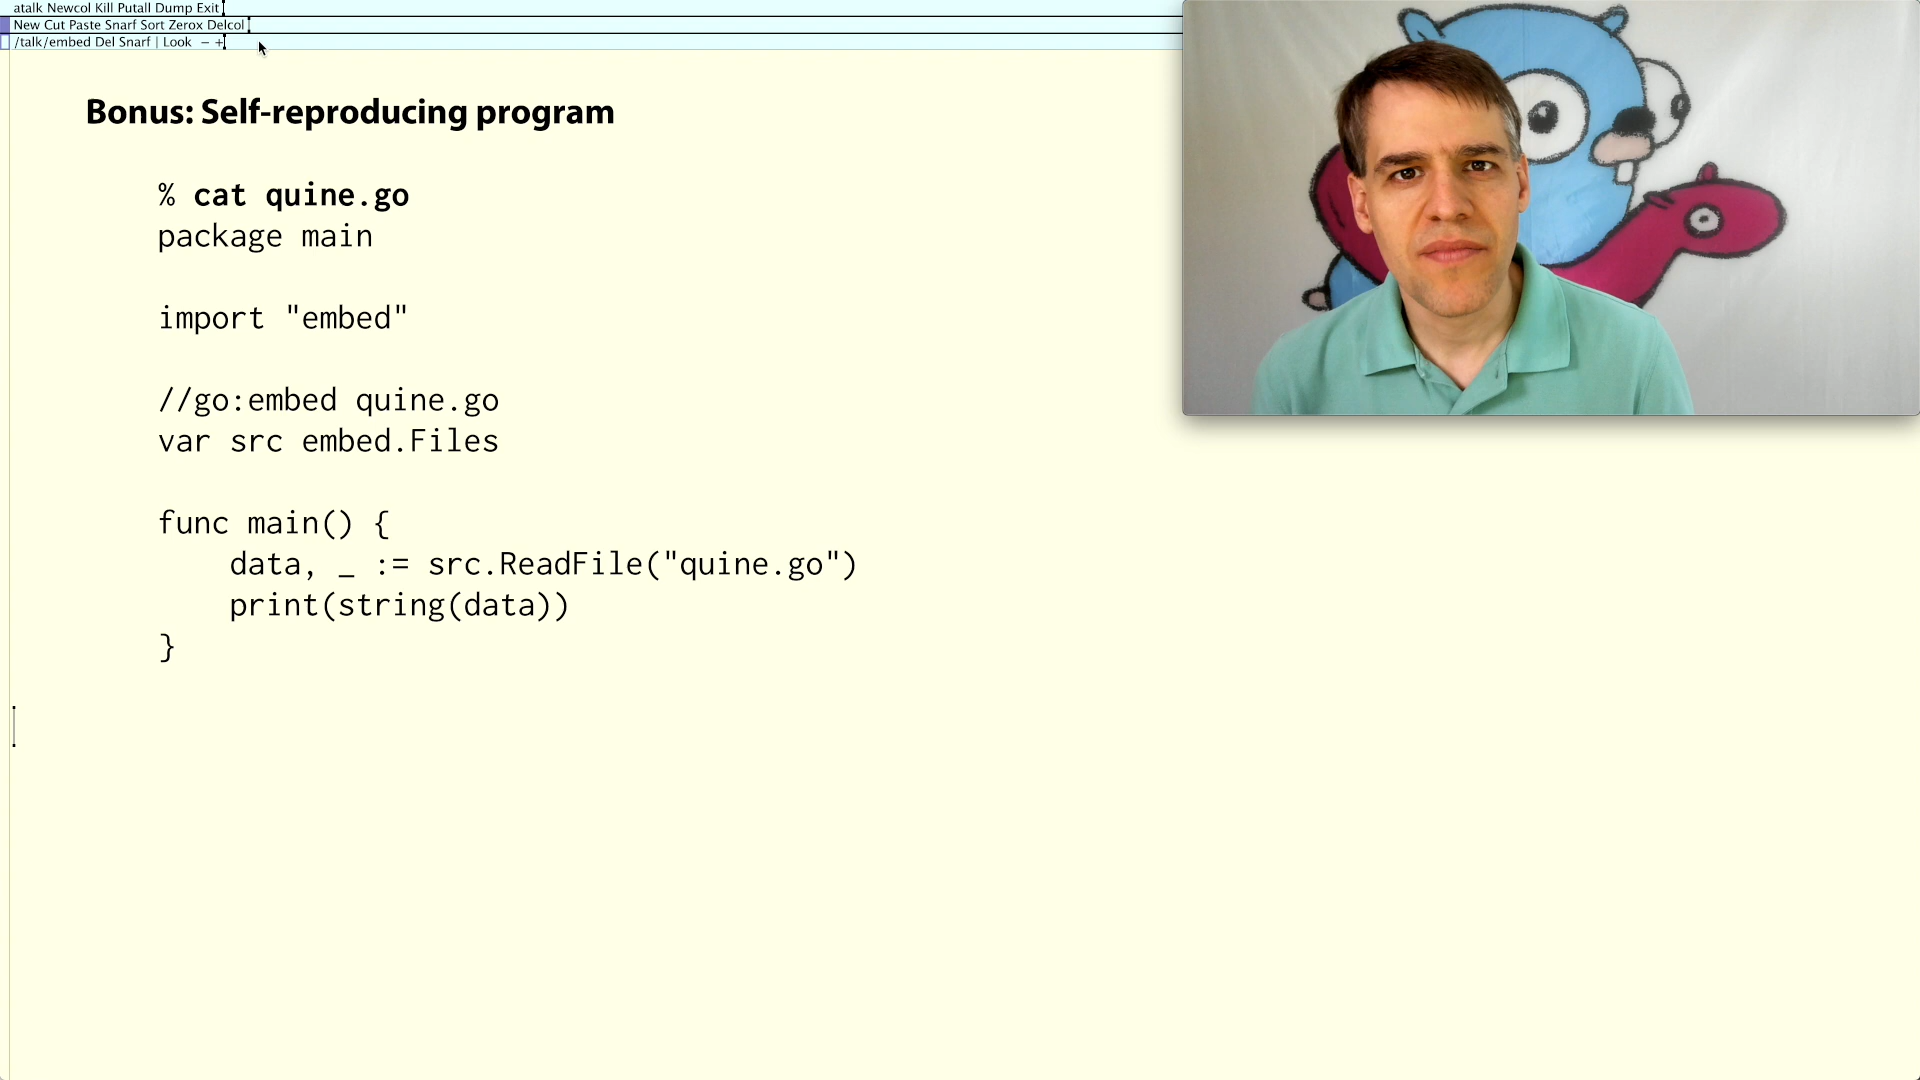 atalk Newcol Kill Putall Dump Exit
New Cut Paste Snarf Sort Zerox Delcol
/talk/embed Del Snarf | Look − +
Bonus: Self-reproducing program
% cat quine.go
package main
import "embed"
//go:embed quine.go
var src embed.Files
func main() {
data, _ := src.ReadFile("quine.go")
print(string(data))
}